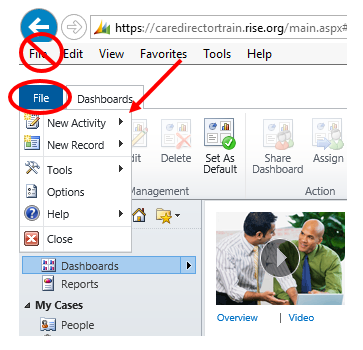 https://caredirectortrain.rise.org/main.aspx#
File Edit View Favorites Tools Help
File Dashboards
New Activity
New Record
Tools
Options
Help
Close
Delete
Set As Default
Share Dashboard
Assign
Management
Action
Dashboards
Reports
My Cases
People
Overview | Video